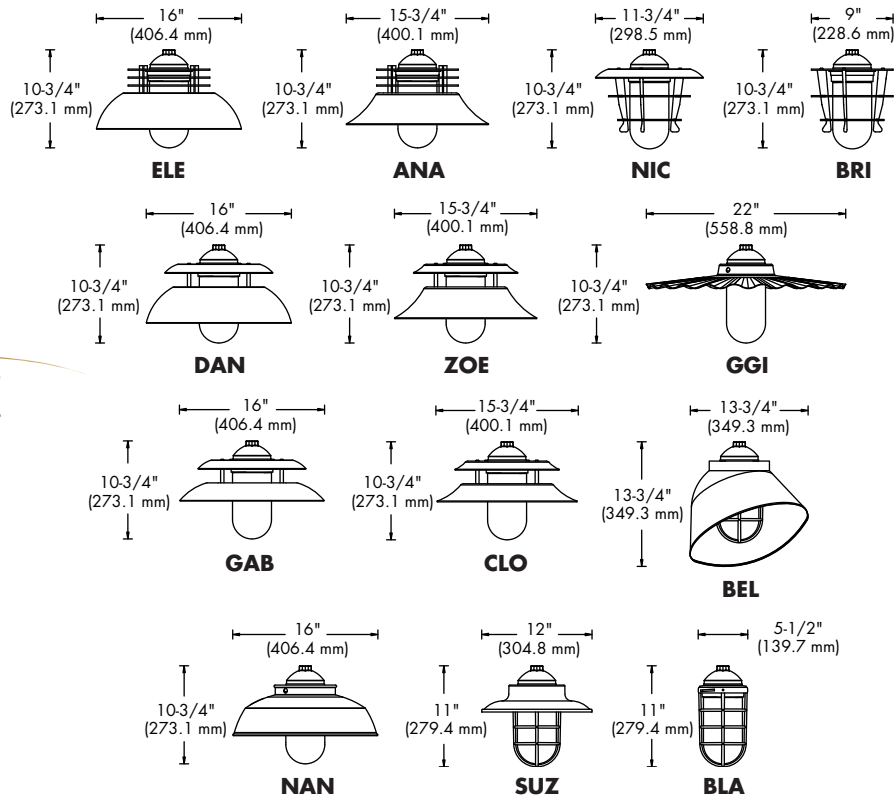 16"
(406.4 mm)
10-3/4"
(273.1 mm)
ELE
15-3/4"
(400.1 mm)
10-3/4"
(273.1 mm)
ANA
11-3/4"
(298.5 mm)
10-3/4"
(273.1 mm)
NIC
9"
(228.6 mm)
10-3/4"
(273.1 mm)
BRI
16"
(406.4 mm)
10-3/4"
(273.1 mm)
DAN
15-3/4"
(400.1 mm)
10-3/4"
(273.1 mm)
ZOE
22"
(558.8 mm)
10-3/4"
(273.1 mm)
GGI
16"
(406.4 mm)
10-3/4"
(273.1 mm)
GAB
15-3/4"
(400.1 mm)
10-3/4"
(273.1 mm)
CLO
13-3/4"
(349.3 mm)
13-3/4"
(349.3 mm)
BEL
16"
(406.4 mm)
10-3/4"
(273.1 mm)
NAN
12"
(304.8 mm)
11"
(279.4 mm)
SUZ
5-1/2"
(139.7 mm)
11"
(279.4 mm)
BLA